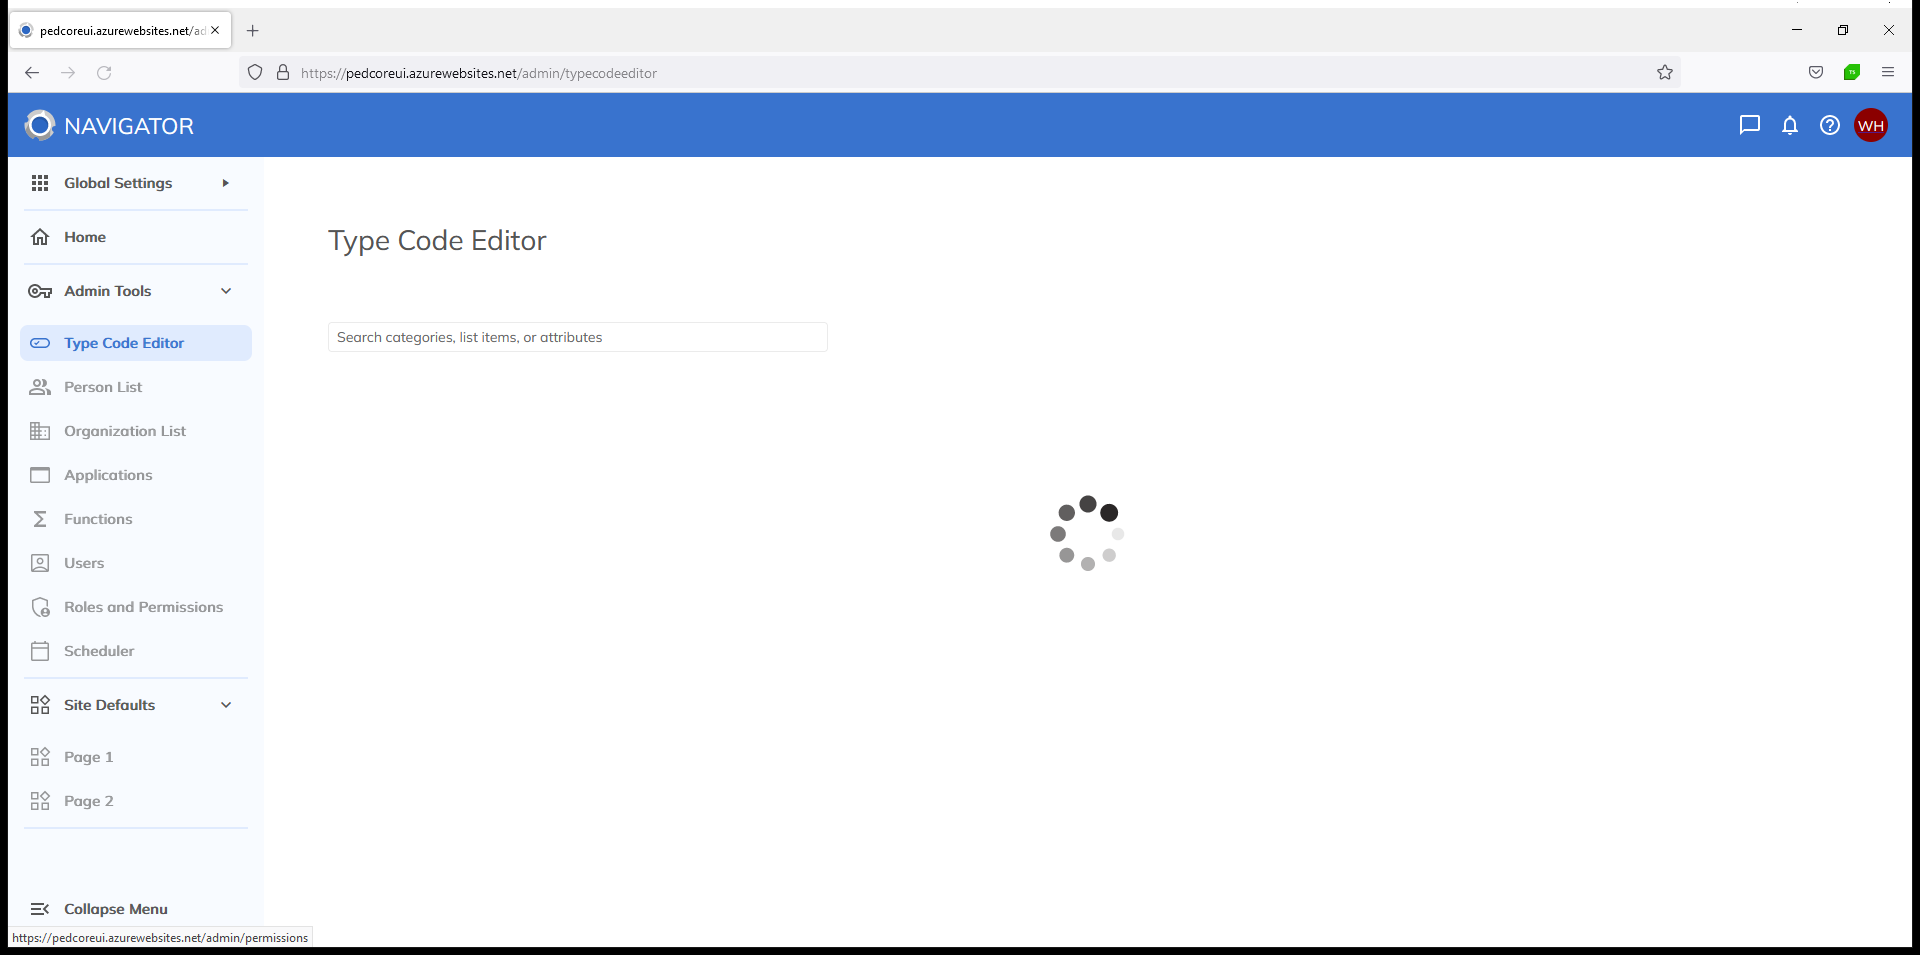 pedcoreui.azurewebsites.net/ad
https://pedcoreui.azurewebsites.net/admin/typecodeeditor
TS
NAVIGATOR
WH
Global Settings
Home
Admin Tools
Type Code Editor
Person List
Organization List
Applications
Functions
Users
Roles and Permissions
Scheduler
Site Defaults
Page 1
Page 2
Collapse Menu
https://pedcoreui.azurewebsites.net/admin/permissions
Type Code Editor
Search categories, list items, or attributes